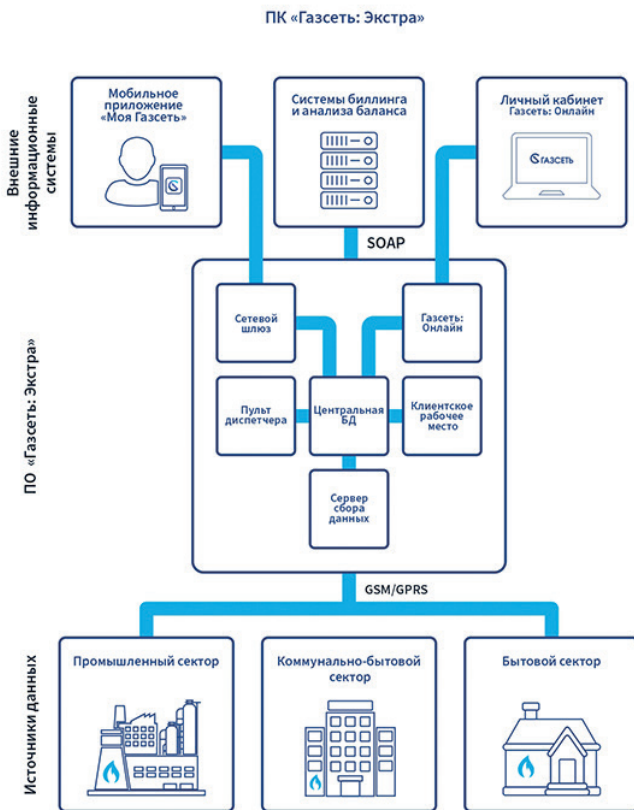 ПК «Газсеть: Экстра»
Внешние
информационные
системы
Мобильное
приложение
«Моя Газсеть»
Системы биллинга
и анализа баланса
Личный кабинет
Газсеть: Онлайн
ГАЗСЕТЬ
SOAP
ПО «Газсеть: Экстра»
Сетевой
шлюз
Газсеть:
Онлайн
Пульт
диспетчера
Центральная
БД
Клиентское
рабочее
место
Сервер
сбора
данных
GSM/GPRS
Источники данных
Промышленный сектор
Коммунально-бытовой
сектор
Бытовой сектор